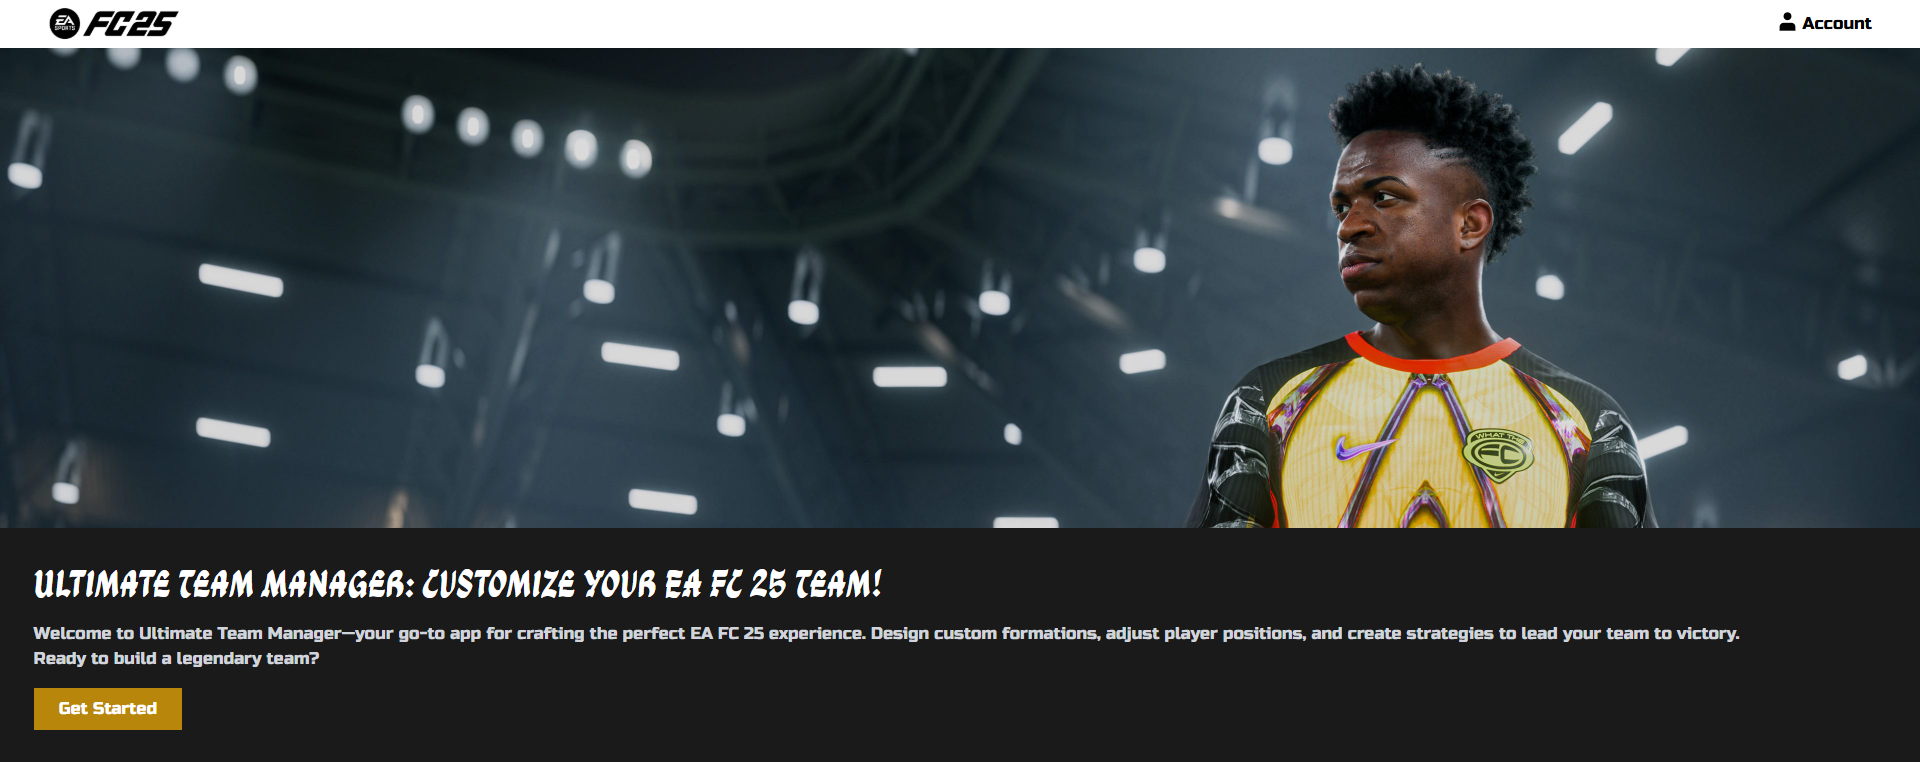 EA
SPORTS
FC25
Account
WHAT THE
FC
ULTIMATE TEAM MANAGER: CUSTOMIZE YOUR EA FC 25 TEAM!
Welcome to Ultimate Team Manager—your go-to app for crafting the perfect EA FC 25 experience. Design custom formations, adjust player positions, and create strategies to lead your team to victory.
Ready to build a legendary team?
Get Started